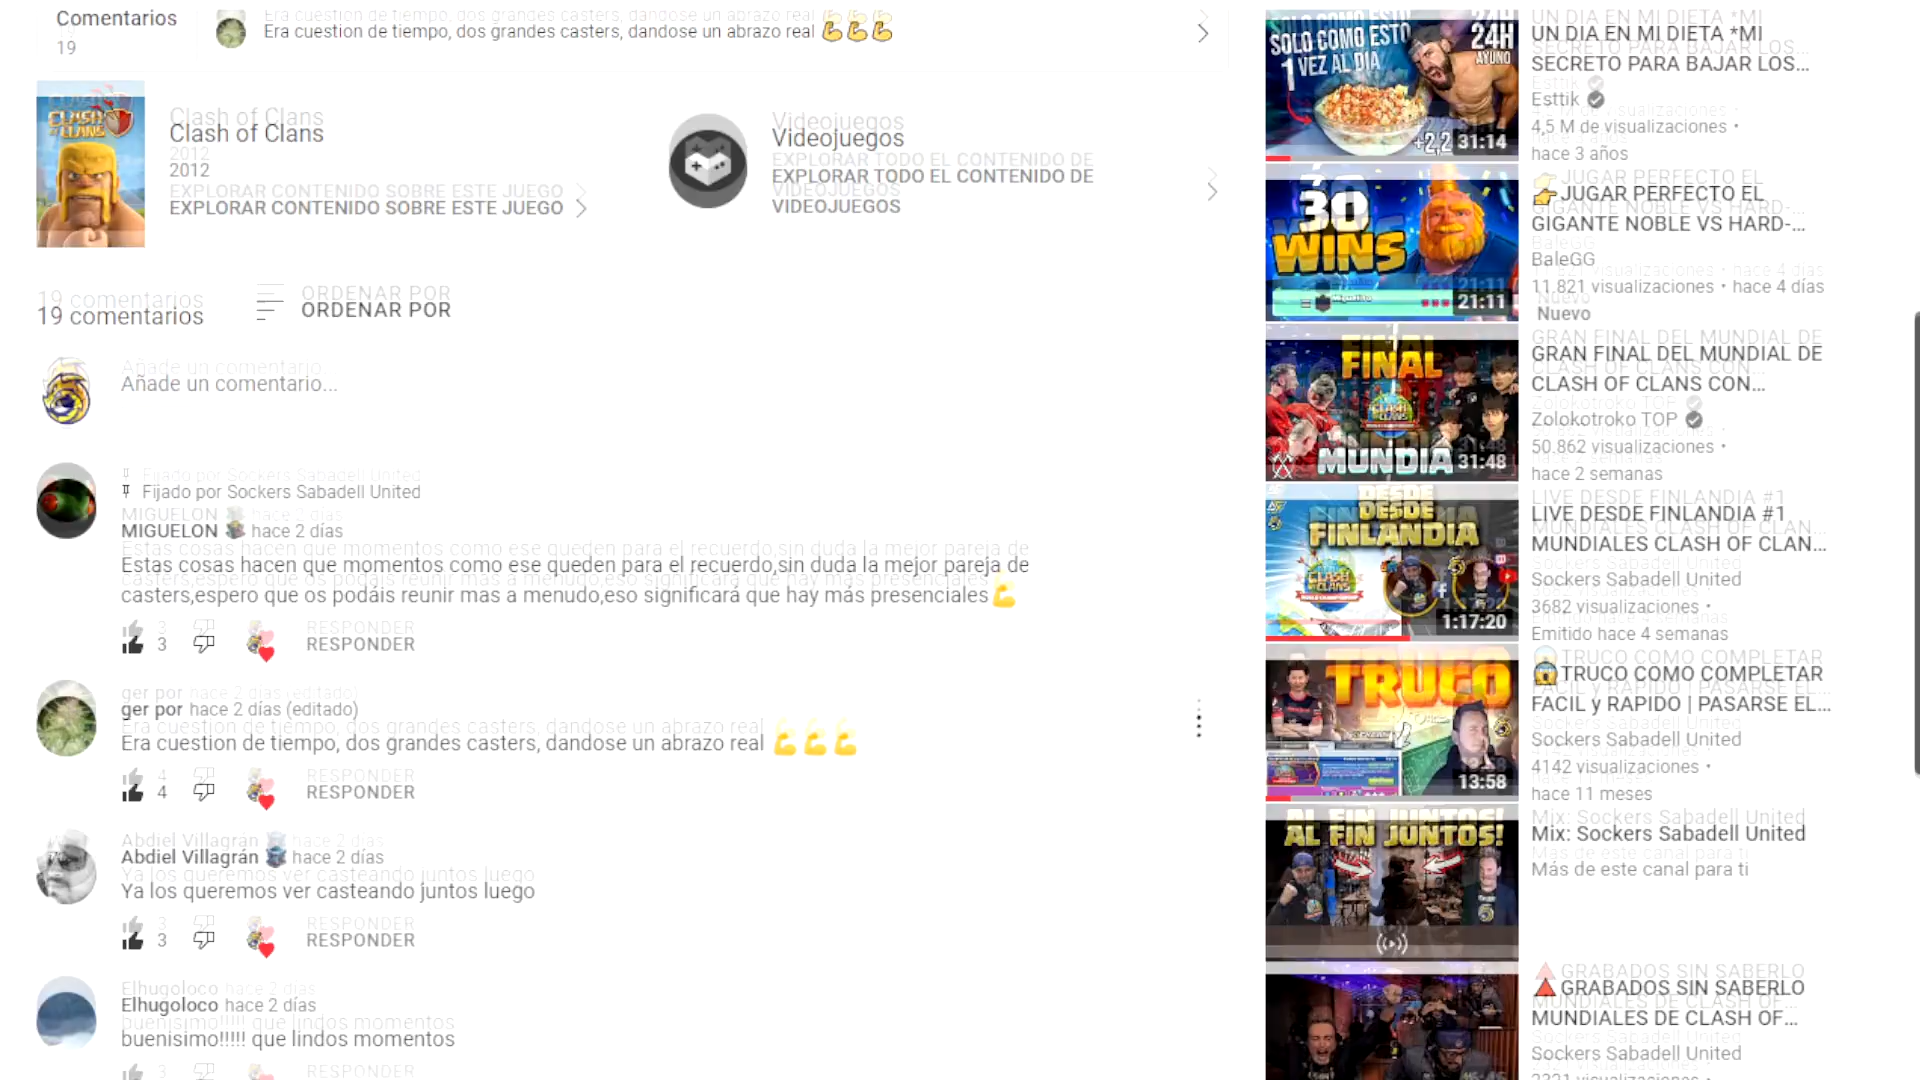 Comentarios
19
Era cuestion de tiempo, dos grandes casters, dandose un abrazo real 💪💪💪
CLASH OF CLANS
Clash of Clans
2012
EXPLORAR CONTENIDO SOBRE ESTE JUEGO
Videojuegos
EXPLORAR TODO EL CONTENIDO DE
VIDEOJUEGOS
19 comentarios
ORDENAR POR
Añade un comentario...
Fijado por Sockers Sabadell United
MIGUELON hace 2 días
Estas cosas hacen que momentos como ese queden para el recuerdo,sin duda la mejor pareja de
casters,espero que os podáis reunir mas a menudo,eso significará que hay más presenciales💪
3 RESPONDER
ger por hace 2 días (editado)
Era cuestion de tiempo, dos grandes casters, dandose un abrazo real 💪💪💪
4 RESPONDER
Abdiel Villagrán hace 2 días
Ya los queremos ver casteando juntos luego
3 RESPONDER
Elhugoloco hace 2 días
buenisimo!!!!! que lindos momentos
3 RESPONDER
SOLO COMO ESTO
1 VEZ AL DIA
24H
AYUNO
+2,2
31:14
UN DIA EN MI DIETA *MI
SECRETO PARA BAJAR LOS...
Esttik
4,5 M de visualizaciones •
hace 3 años
30
WINS
21:11
👉JUGAR PERFECTO EL
GIGANTE NOBLE VS HARD-...
BaleGG
11.821 visualizaciones • hace 4 días
Nuevo
FINAL
MUNDIA
31:48
GRAN FINAL DEL MUNDIAL DE
CLASH OF CLANS CON...
Zolokotroko TOP
50.862 visualizaciones •
hace 2 semanas
DESDE
FINLANDIA
1:17:20
LIVE DESDE FINLANDIA #1
MUNDIALES CLASH OF CLAN...
Sockers Sabadell United
3682 visualizaciones •
Emitido hace 4 semanas
TRUCO
13:58
😱TRUCO COMO COMPLETAR
FACIL y RAPIDO | PASARSE EL...
Sockers Sabadell United
4142 visualizaciones •
hace 11 meses
AL FIN JUNTOS!
Mix: Sockers Sabadell United
Más de este canal para ti
🔺GRABADOS SIN SABERLO
MUNDIALES DE CLASH OF...
Sockers Sabadell United